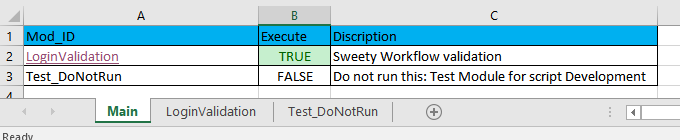 A B C
1 Mod_ID Execute Discription
2 LoginValidation TRUE Sweety Workflow validation
3 Test_DoNotRun FALSE Do not run this: Test Module for script Development
4
Main LoginValidation Test_DoNotRun
Ready